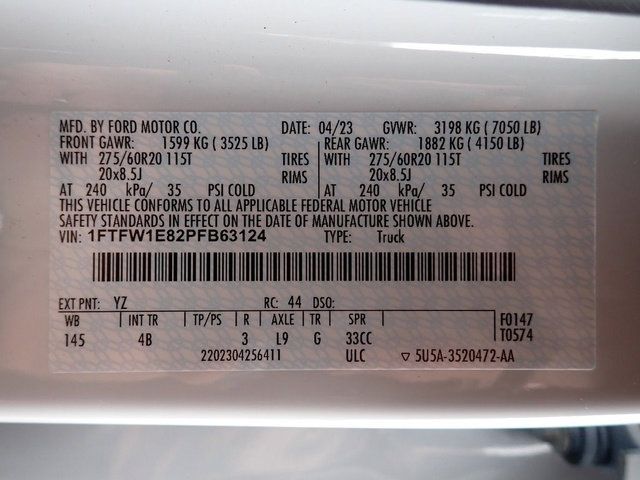 MFD. BY FORD MOTOR CO. DATE: 04/23 GVWR: 3198 KG ( 7050 LB)
FRONT GAWR: 1599 KG ( 3525 LB) REAR GAWR: 1882 KG ( 4150 LB)
WITH 275/60R20 115T TIRES WITH 275/60R20 115T TIRES
20x8.5J RIMS 20x8.5J RIMS
AT 240 kPa/ 35 PSI COLD AT 240 kPa/ 35 PSI COLD
THIS VEHICLE CONFORMS TO ALL APPLICABLE FEDERAL MOTOR VEHICLE
SAFETY STANDARDS IN EFFECT ON THE DATE OF MANUFACTURE SHOWN ABOVE.
VIN: 1FTFW1E82PFB63124 TYPE: Truck
EXT PNT: YZ RC: 44 DSO:
WB INT TR TP/PS R AXLE TR SPR F0147
145 4B 3 L9 G 33CC T0574
2202304256411 ULC ▽ 5U5A-3520472-AA